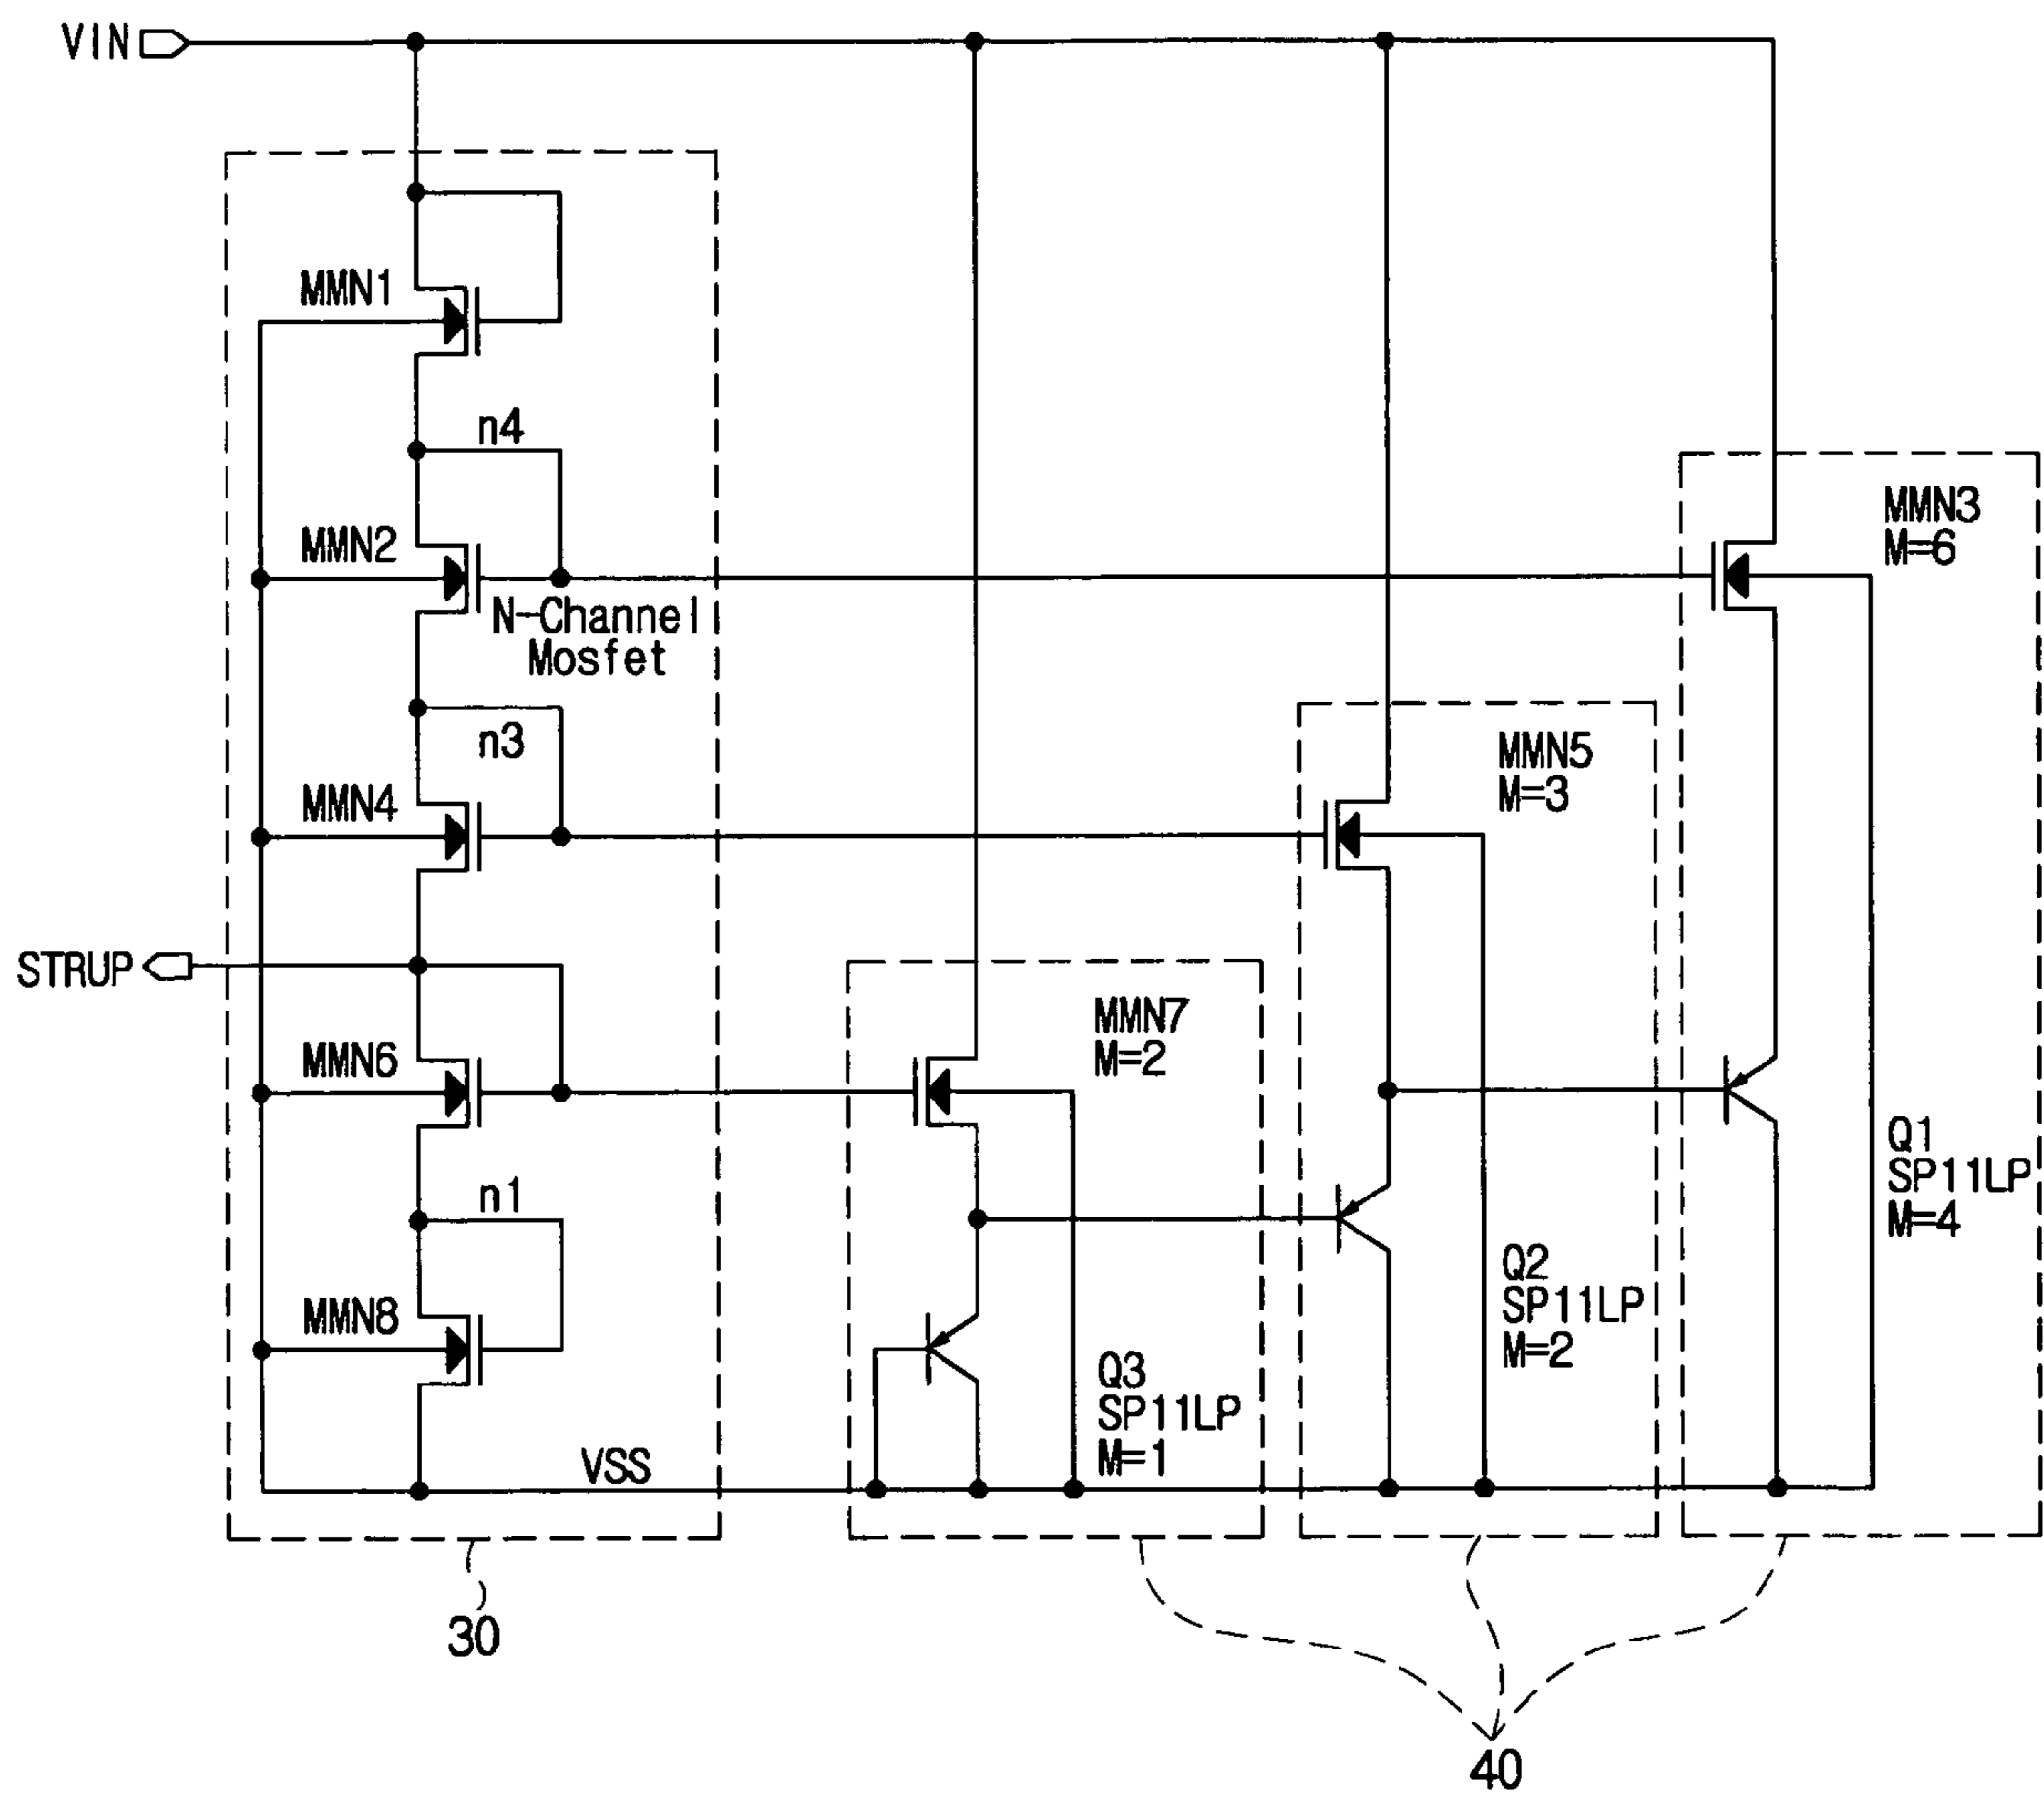 VIN
MMN1
n4
MMN2
N-Channel
Mosfet
MMN3
M=6
n3
MMN4
MMN5
M=3
STRUP
MMN6
MMN7
M=2
n1
MMN8
Q1
SP11LP
M=4
Q2
SP11LP
M=2
Q3
SP11LP
M=1
VSS
30
40